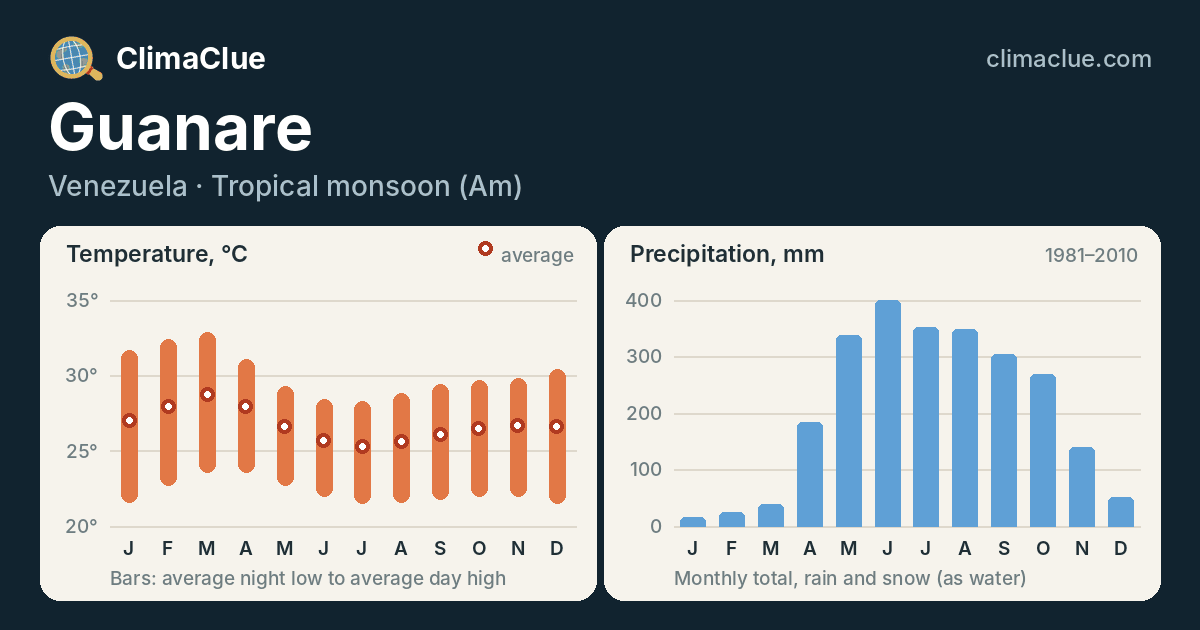 ClimaClue
climaclue.com
Guanare
Venezuela · Tropical monsoon (Am)
Temperature, °C
average
35°
30°
25°
20°
J F M A M J J A S O N D
Bars: average night low to average day high
Precipitation, mm
1981–2010
400
300
200
100
0
J F M A M J J A S O N D
Monthly total, rain and snow (as water)